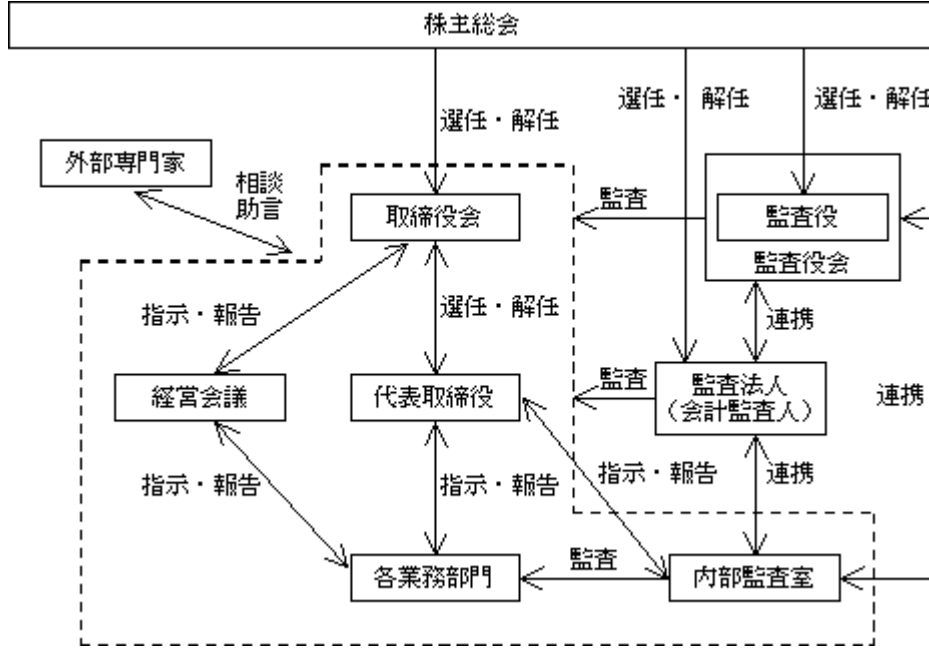 株主総会
選任・解任
選任・ 解任
選任・解任
外部専門家
相談
助言
取締役会
監査
監査役
監査役会
指示・報告
選任・解任
連携
経営会議
代表取締役
監査
監査法人
（会計監査人）
連携
指示・報告
指示・報告
指示・報告
連携
各業務部門
監査
内部監査室